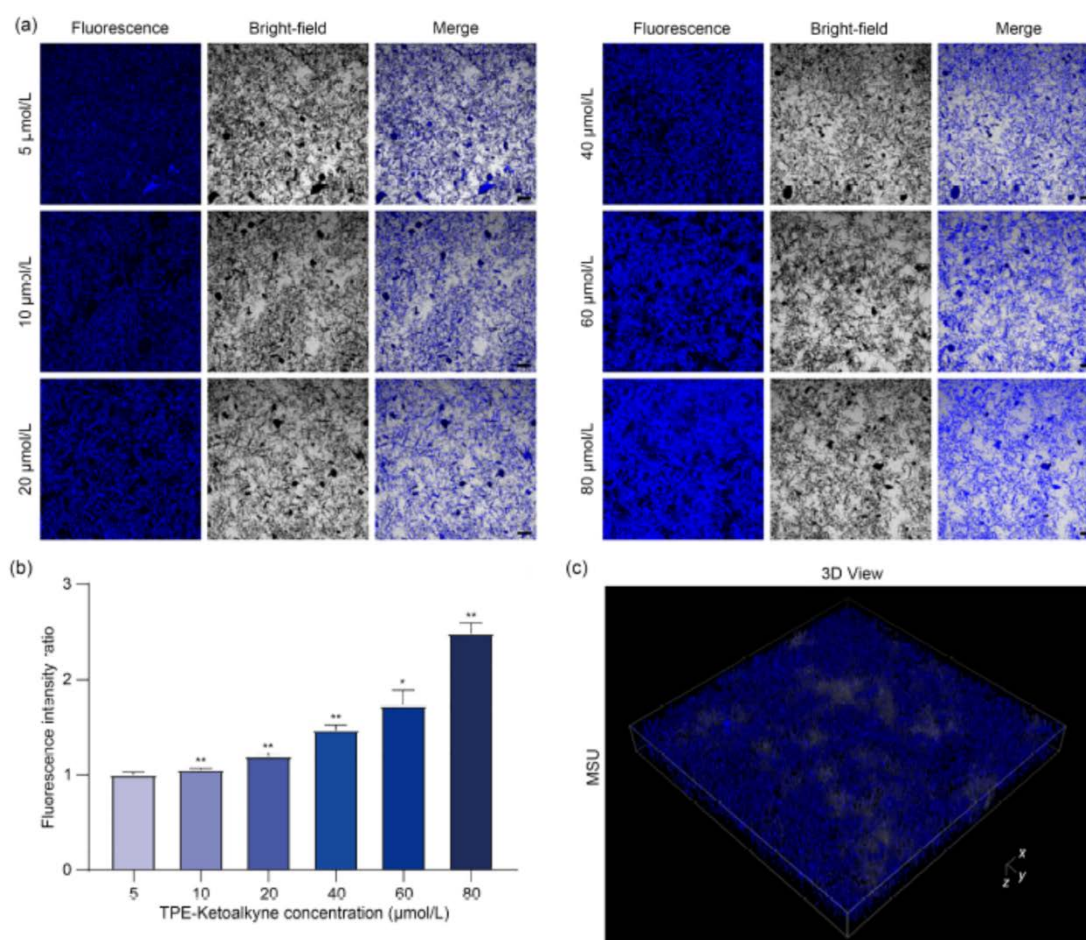 (a)
Fluorescence Bright-field Merge Fluorescence Bright-field Merge
5 μmol/L
40 μmol/L
10 μmol/L
60 μmol/L
20 μmol/L
80 μmol/L
(b)
Fluorescence intensity ratio
3
2
1
0
**
**
**
*
**
5 10 20 40 60 80
TPE-Ketoalkyne concentration (μmol/L)
(c)
3D View
MSU
x
y
z